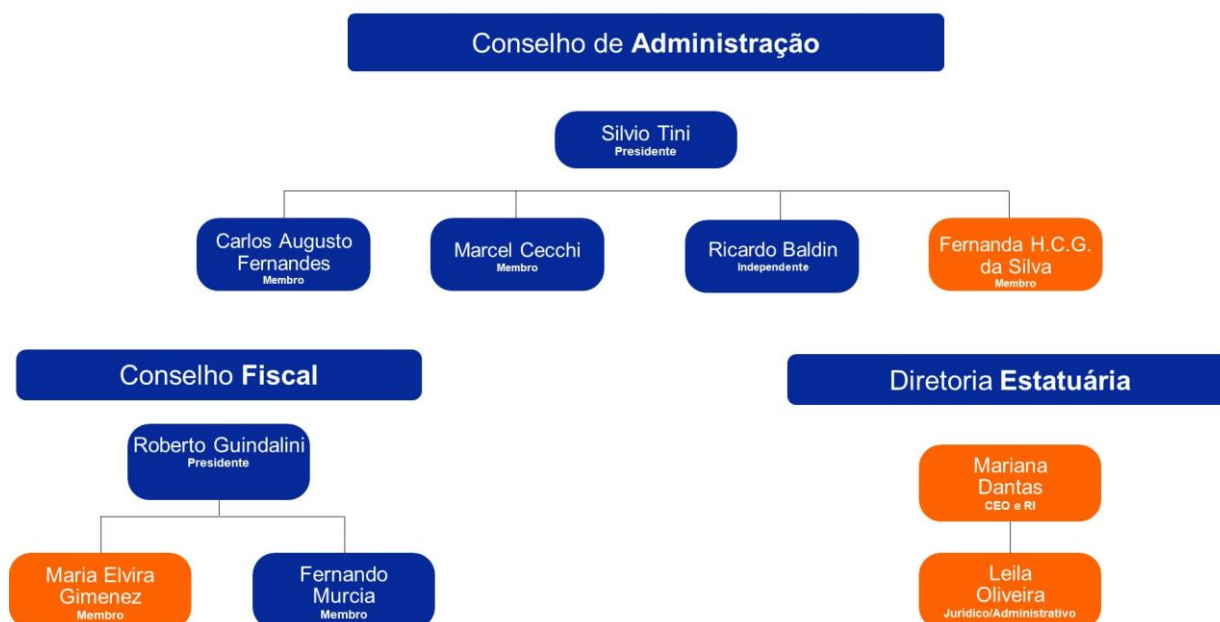 Conselho de Administração
Silvio Tini
Presidente
Carlos Augusto
Fernandes
Membro
Marcel Cecchi
Membro
Ricardo Baldin
Independente
Fernanda H.C.G.
da Silva
Membro
Conselho Fiscal
Roberto Guindalini
Presidente
Maria Elvira
Gimenez
Membro
Fernando
Murcia
Membro
Diretoria Estatuária
Mariana
Dantas
CEO e RI
Leila
Oliveira
Jurídico/Administrativo